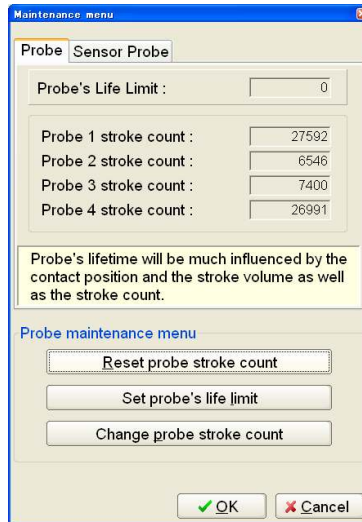 Maintenance menu
Probe Sensor Probe
Probe's Life Limit : 0
Probe 1 stroke count : 27592
Probe 2 stroke count : 6546
Probe 3 stroke count : 7400
Probe 4 stroke count : 26991
Probe's lifetime will be much influenced by the
contact position and the stroke volume as well
as the stroke count.
Probe maintenance menu
Reset probe stroke count
Set probe's life limit
Change probe stroke count
OK Cancel